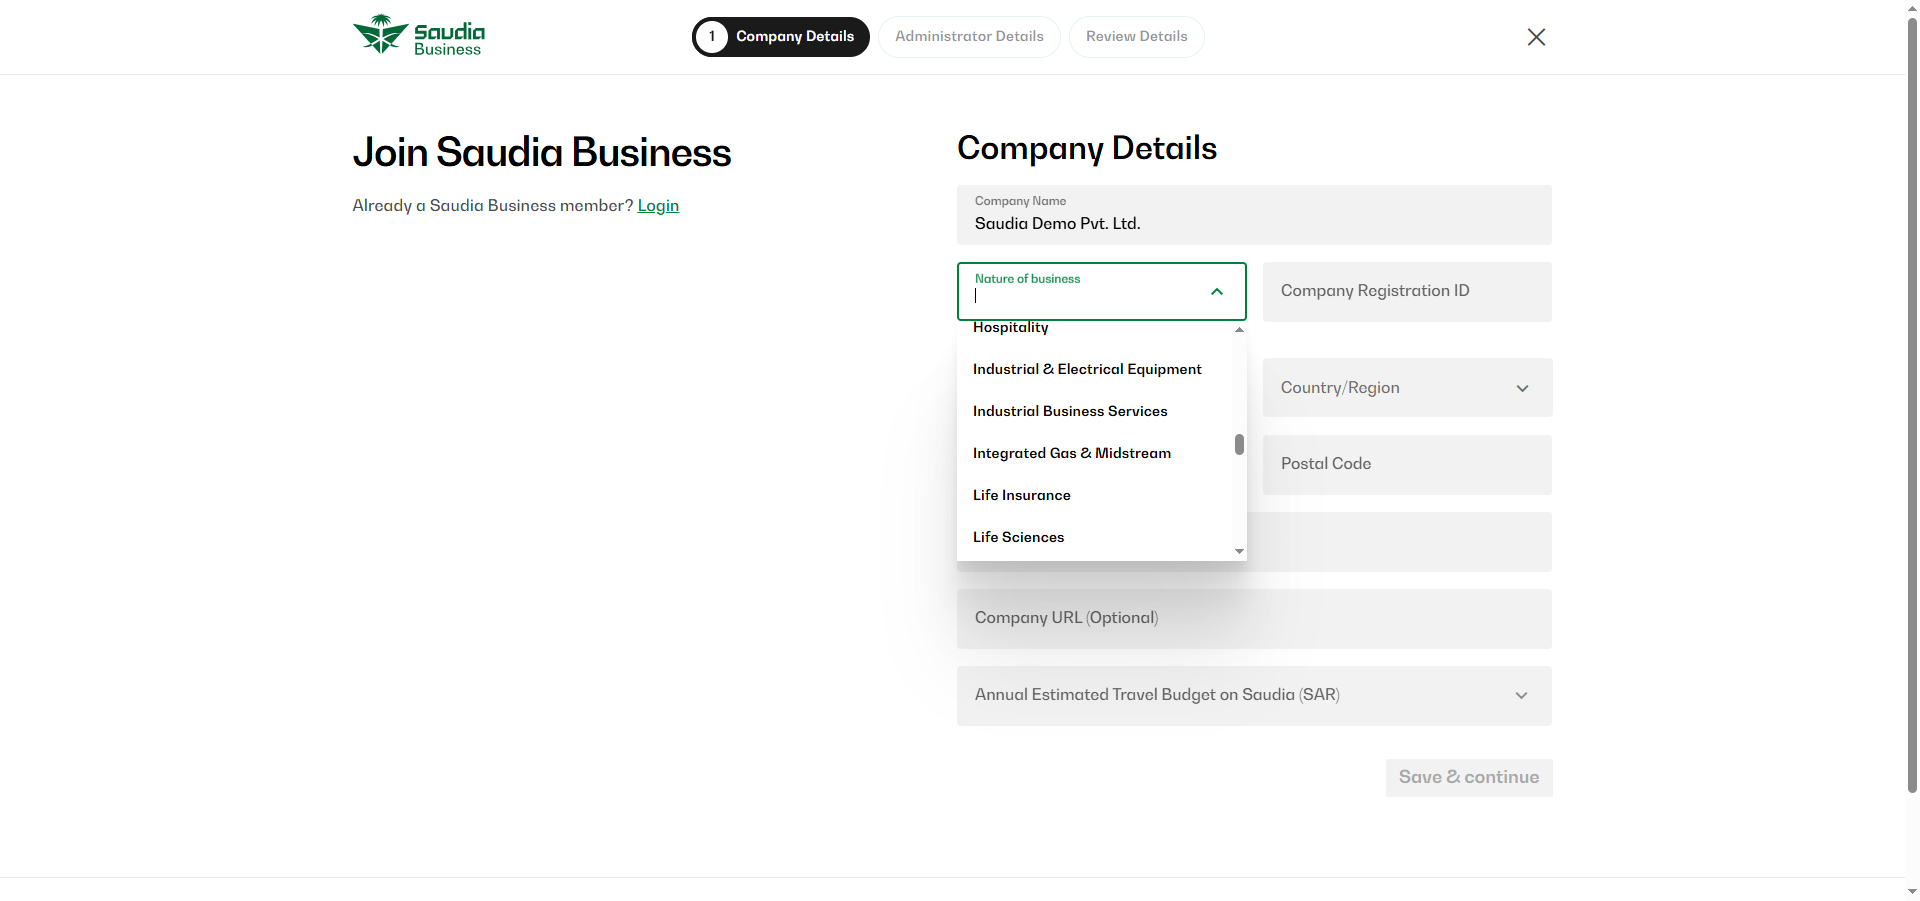 Saudia
Business
1 Company Details
Administrator Details
Review Details
Join Saudia Business
Already a Saudia Business member? Login
Company Details
Company Name
Saudia Demo Pvt. Ltd.
Nature of business
Company Registration ID
Hospitality
Industrial & Electrical Equipment
Industrial Business Services
Integrated Gas & Midstream
Life Insurance
Life Sciences
Country/Region
Postal Code
Company URL (Optional)
Annual Estimated Travel Budget on Saudia (SAR)
Save & continue